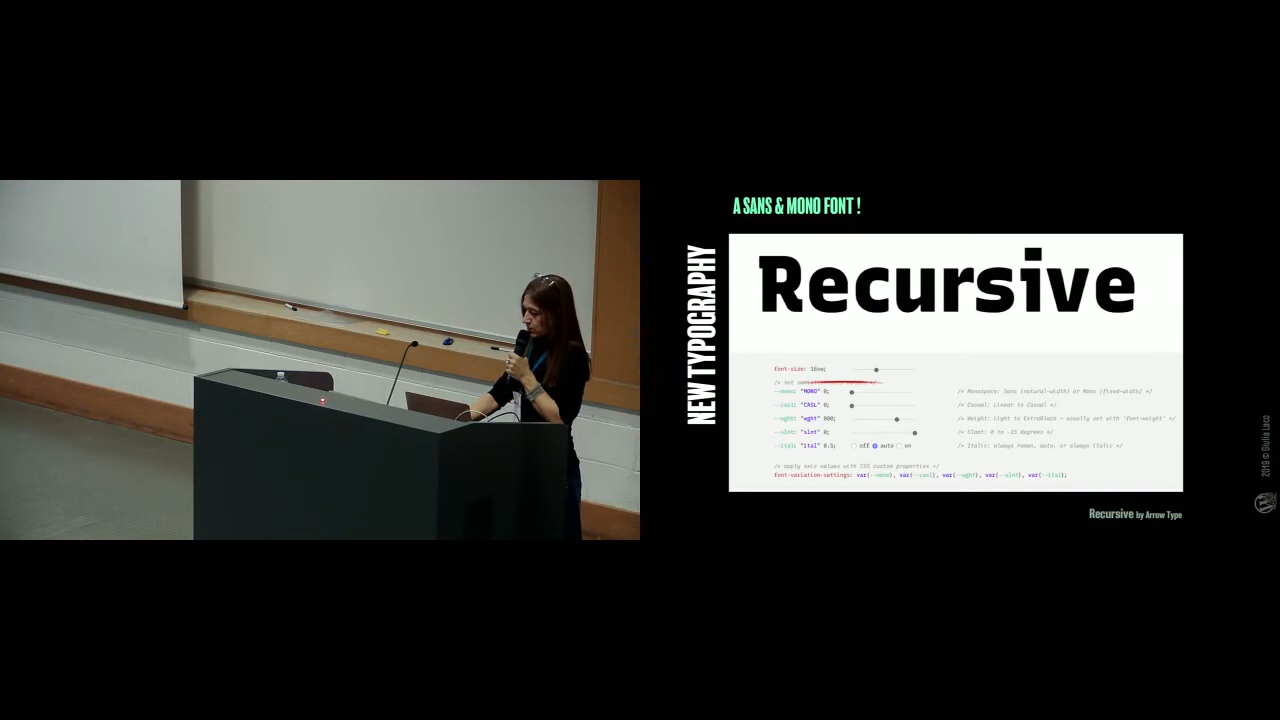 A SANS & MONO FONT !
NEW TYPOGRAPHY
Recursive
font-size: 16vw;
/* set
--mono: "MONO" 0; /* Monospace: Sans (natural-width) or Mono (fixed-width) */
--casl: "CASL" 0; /* Casual: Linear to Casual */
--wght: "wght" 800; /* Weight: Light to ExtraBlack – usually set with 'font-weight' */
--slnt: "slnt" 0; /* Slant: 0 to -15 degrees */
--ital: "ital" 0.5; off auto on /* Italic: always roman, auto, or always italic */
/* apply axis values with CSS custom properties */
font-variation-settings: var(--mono), var(--casl), var(--wght), var(--slnt), var(--ital);
Recursive by Arrow Type
2019 © Giulia Laco